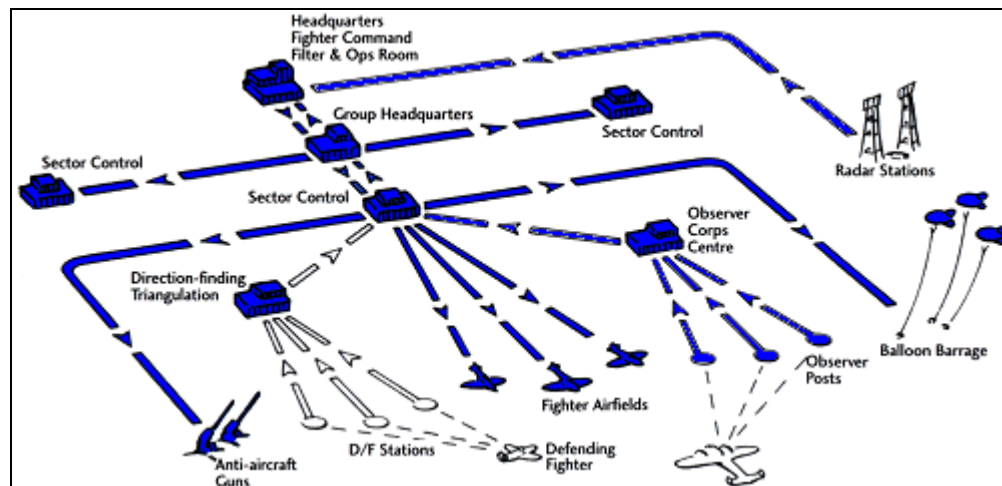 Headquarters
Fighter Command
Filter & Ops Room
Group Headquarters
Sector Control
Sector Control
Radar Stations
Sector Control
Observer
Corps
Centre
Direction-finding
Triangulation
Balloon Barrage
Observer
Posts
Fighter Airfields
D/F Stations
Defending
Fighter
Anti-aircraft
Guns